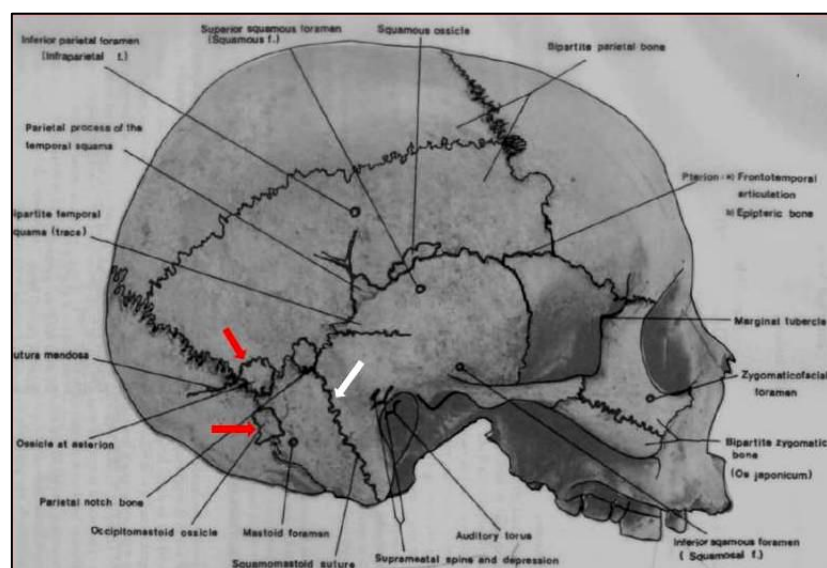 Superior squamous foramen
(Squamous f.)
Squamous ossicle
Inferior parietal foramen
(Infraparietal f.)
Bipartite parietal bone
Parietal process of the
temporal squama
Pterion: a) Frontotemporal
articulation
b) Epipteric bone
ipartite temporal
quama (trace)
Marginal tubercle
utura mendosa
Zygomaticofacial
foramen
Ossicle at asterion
Bipartite zygomatic
bone
(Os japonicum)
Parietal notch bone
Occipitomastoid ossicle
Mastoid foramen
Auditory torus
Inferior sqamous foramen
( Squamosal f.)
Squamomastoid suture
Suprameatal spine and depression